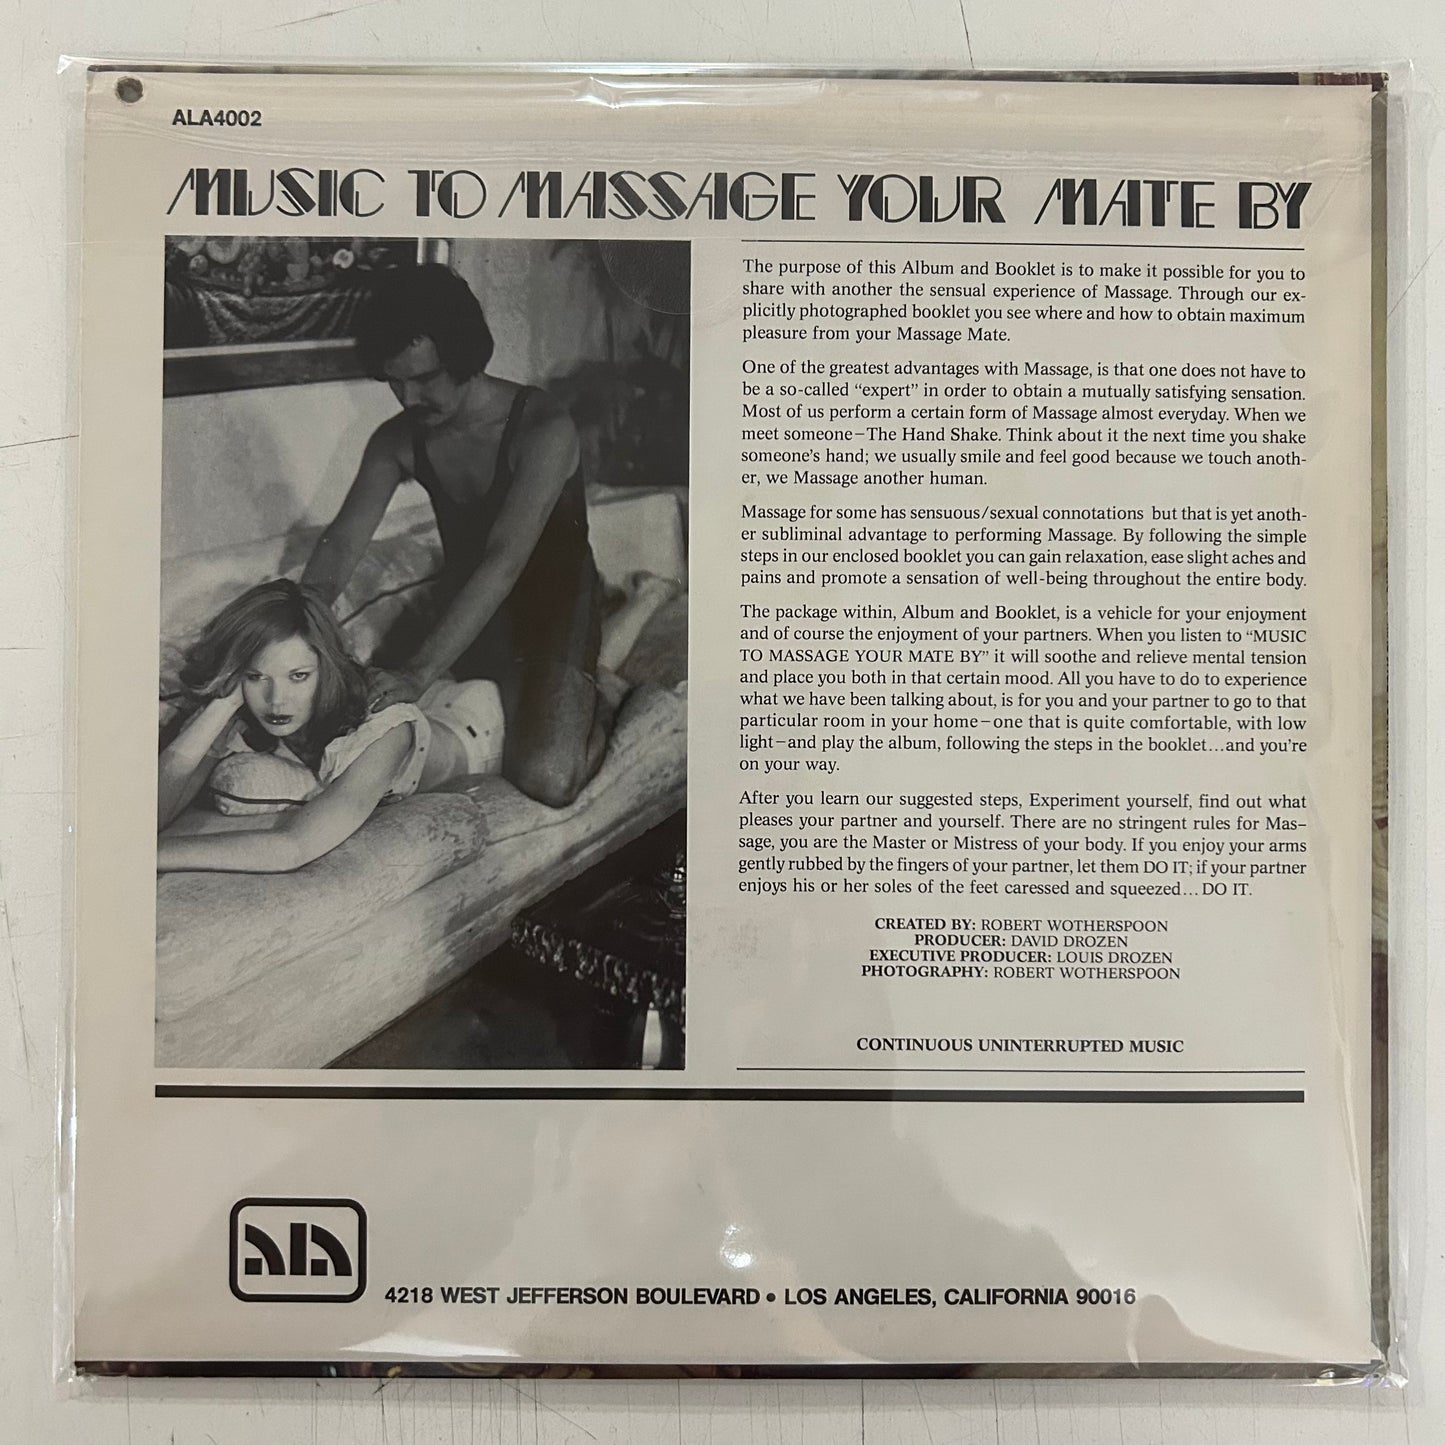 ALA4002
MUSIC TO MASSAGE YOUR MATE BY
The purpose of this Album and Booklet is to make it possible for you to
share with another the sensual experience of Massage. Through our ex-
plicitly photographed booklet you see where and how to obtain maximum
pleasure from your Massage Mate.
One of the greatest advantages with Massage, is that one does not have to
be a so-called “expert” in order to obtain a mutually satisfying sensation.
Most of us perform a certain form of Massage almost everyday. When we
meet someone–The Hand Shake. Think about it the next time you shake
someone's hand; we usually smile and feel good because we touch anoth-
er, we Massage another human.
Massage for some has sensuous/sexual connotations but that is yet anoth-
er subliminal advantage to performing Massage. By following the simple
steps in our enclosed booklet you can gain relaxation, ease slight aches and
pains and promote a sensation of well-being throughout the entire body.
The package within, Album and Booklet, is a vehicle for your enjoyment
and of course the enjoyment of your partners. When you listen to “MUSIC
TO MASSAGE YOUR MATE BY” it will soothe and relieve mental tension
and place you both in that certain mood. All you have to do to experience
what we have been talking about, is for you and your partner to go to that
particular room in your home–one that is quite comfortable, with low
light–and play the album, following the steps in the booklet...and you're
on your way.
After you learn our suggested steps, Experiment yourself, find out what
pleases your partner and yourself. There are no stringent rules for Mas-
sage, you are the Master or Mistress of your body. If you enjoy your arms
gently rubbed by the fingers of your partner, let them DO IT; if your partner
enjoys his or her soles of the feet caressed and squeezed...DO IT.
CREATED BY: ROBERT WOTHERSPOON
PRODUCER: DAVID DROZEN
EXECUTIVE PRODUCER: LOUIS DROZEN
PHOTOGRAPHY: ROBERT WOTHERSPOON
CONTINUOUS UNINTERRUPTED MUSIC
ALA
4218 WEST JEFFERSON BOULEVARD • LOS ANGELES, CALIFORNIA 90016